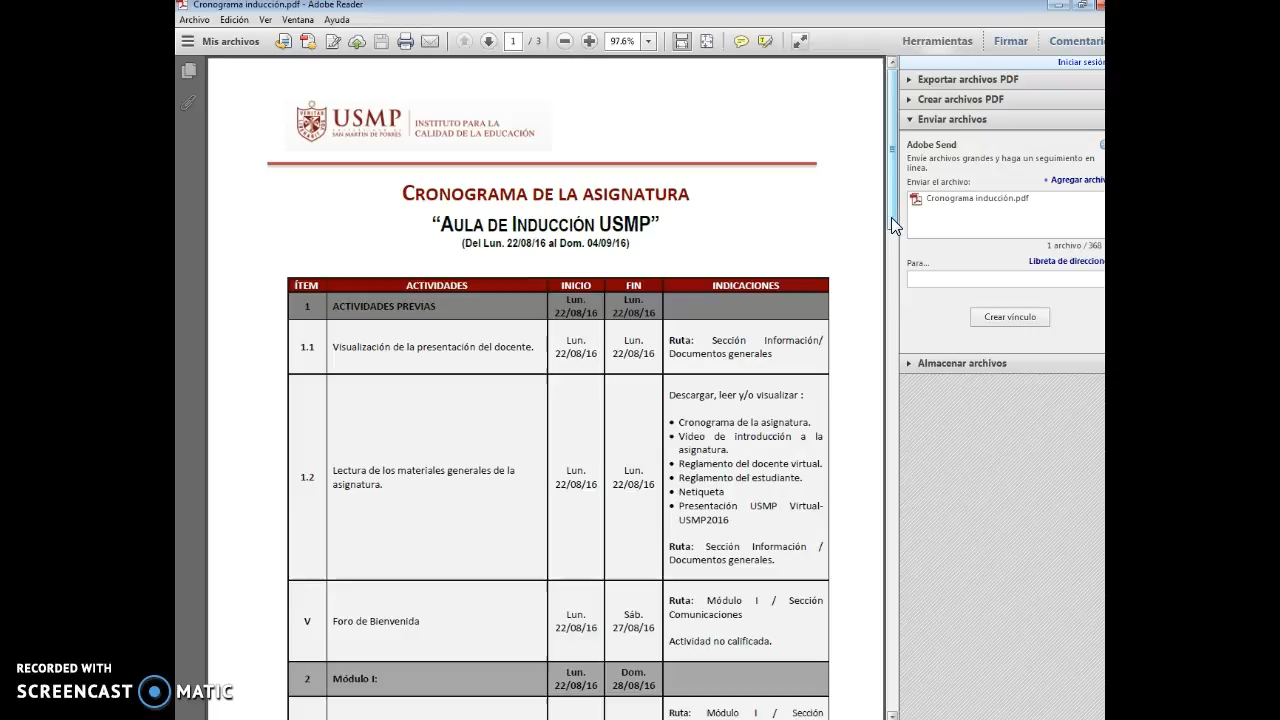 Cronograma inducción.pdf - Adobe Reader
Archivo Edición Ver Ventana Ayuda
Mis archivos 1 / 3 97.6% Herramientas Firmar Comentari
Iniciar sesió
Exportar archivos PDF
Crear archivos PDF
Enviar archivos
Adobe Send
Envíe archivos grandes y haga un seguimiento en
línea.
Enviar el archivo: + Agregar archiv
Cronograma inducción.pdf
1 archivo / 368
Para... Libreta de direccion
Crear vínculo
Almacenar archivos
USMP
SAN MARTIN DE PORRES
INSTITUTO PARA LA
CALIDAD DE LA EDUCACIÓN
CRONOGRAMA DE LA ASIGNATURA
“AULA DE INDUCCIÓN USMP”
(Del Lun. 22/08/16 al Dom. 04/09/16)
ÍTEM ACTIVIDADES INICIO FIN INDICACIONES
1 ACTIVIDADES PREVIAS Lun. 22/08/16 Lun. 22/08/16
1.1 Visualización de la presentación del docente. Lun. 22/08/16 Lun. 22/08/16
Ruta: Sección Información/
Documentos generales
1.2 Lectura de los materiales generales de la
asignatura.
Lun. 22/08/16 Lun. 22/08/16
Descargar, leer y/o visualizar :
• Cronograma de la asignatura.
• Video de introducción a la
asignatura.
• Reglamento del docente virtual.
• Reglamento del estudiante.
• Netiqueta
• Presentación USMP Virtual-
USMP2016
Ruta: Sección Información /
Documentos generales.
V Foro de Bienvenida Lun. 22/08/16 Sáb. 27/08/16
Ruta: Módulo I / Sección
Comunicaciones
Actividad no calificada.
2 Módulo I: Lun. 22/08/16 Dom. 28/08/16
Ruta: Módulo I / Sección
RECORDED WITH
SCREENCAST MATIC